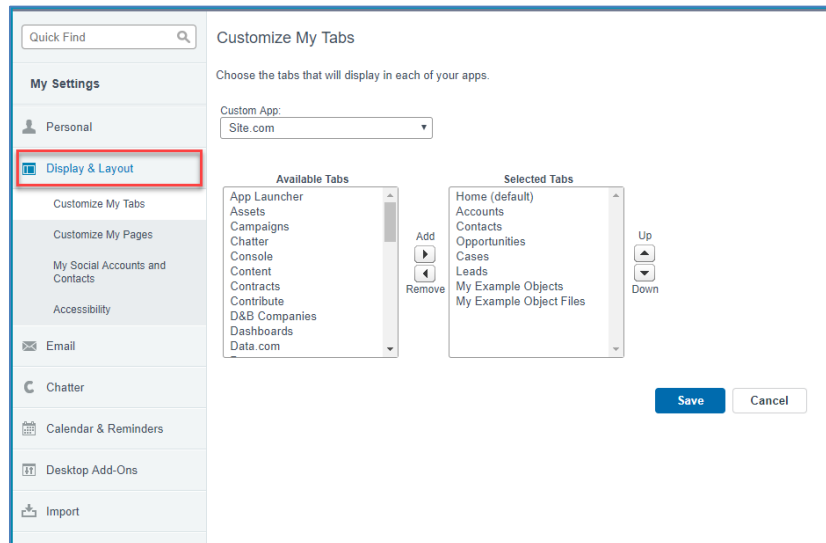 Quick Find
My Settings
Personal
Display & Layout
Customize My Tabs
Customize My Pages
My Social Accounts and
Contacts
Accessibility
Email
Chatter
Calendar & Reminders
Desktop Add-Ons
Import
Customize My Tabs
Choose the tabs that will display in each of your apps.
Custom App:
Site.com
Available Tabs
App Launcher
Assets
Campaigns
Chatter
Console
Content
Contracts
Contribute
D&B Companies
Dashboards
Data.com
Add
Remove
Selected Tabs
Home (default)
Accounts
Contacts
Opportunities
Cases
Leads
My Example Objects
My Example Object Files
Up
Down
Save
Cancel